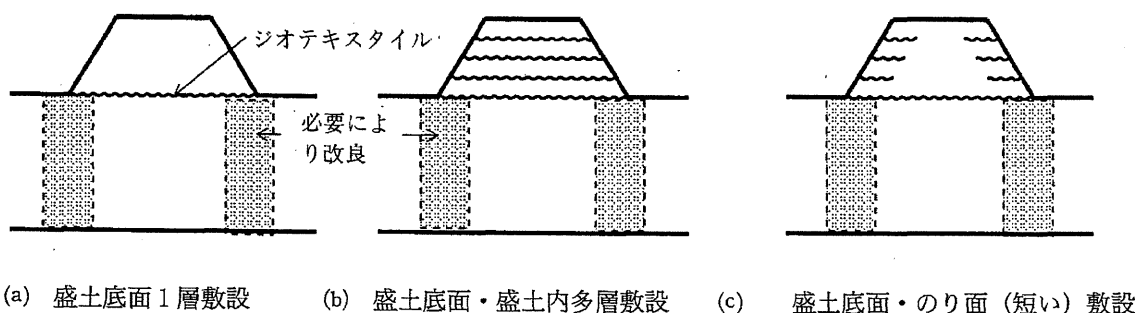 ジオテキスタイル
必要によ
り改良
(a) 盛土底面1層敷設
(b) 盛土底面・盛土内多層敷設
(c) 盛土底面・のり面（短い）敷設